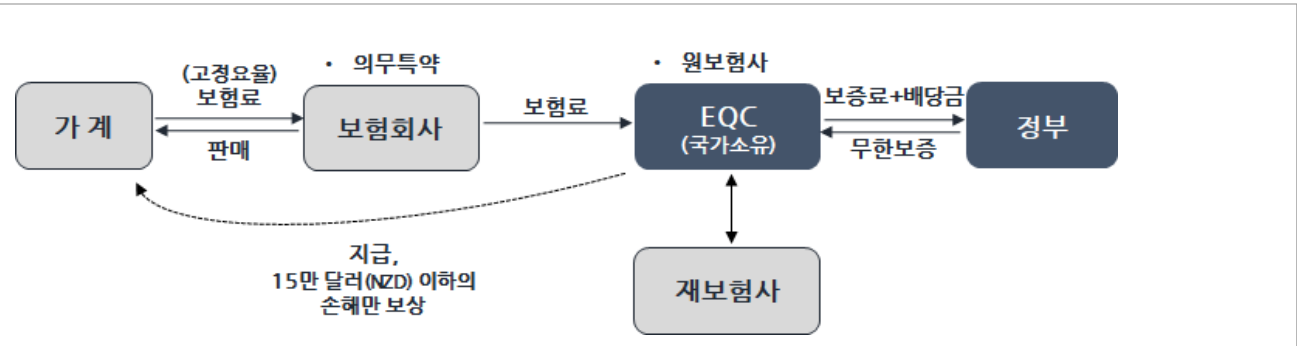 가 계
(고정요율)
보험료
판매
• 의무특약
보험회사
보험료
• 원보험사
EQC
(국가소유)
보증료+배당금
무한보증
정부
지급,
15만 달러(NZD) 이하의
손해만 보상
재보험사